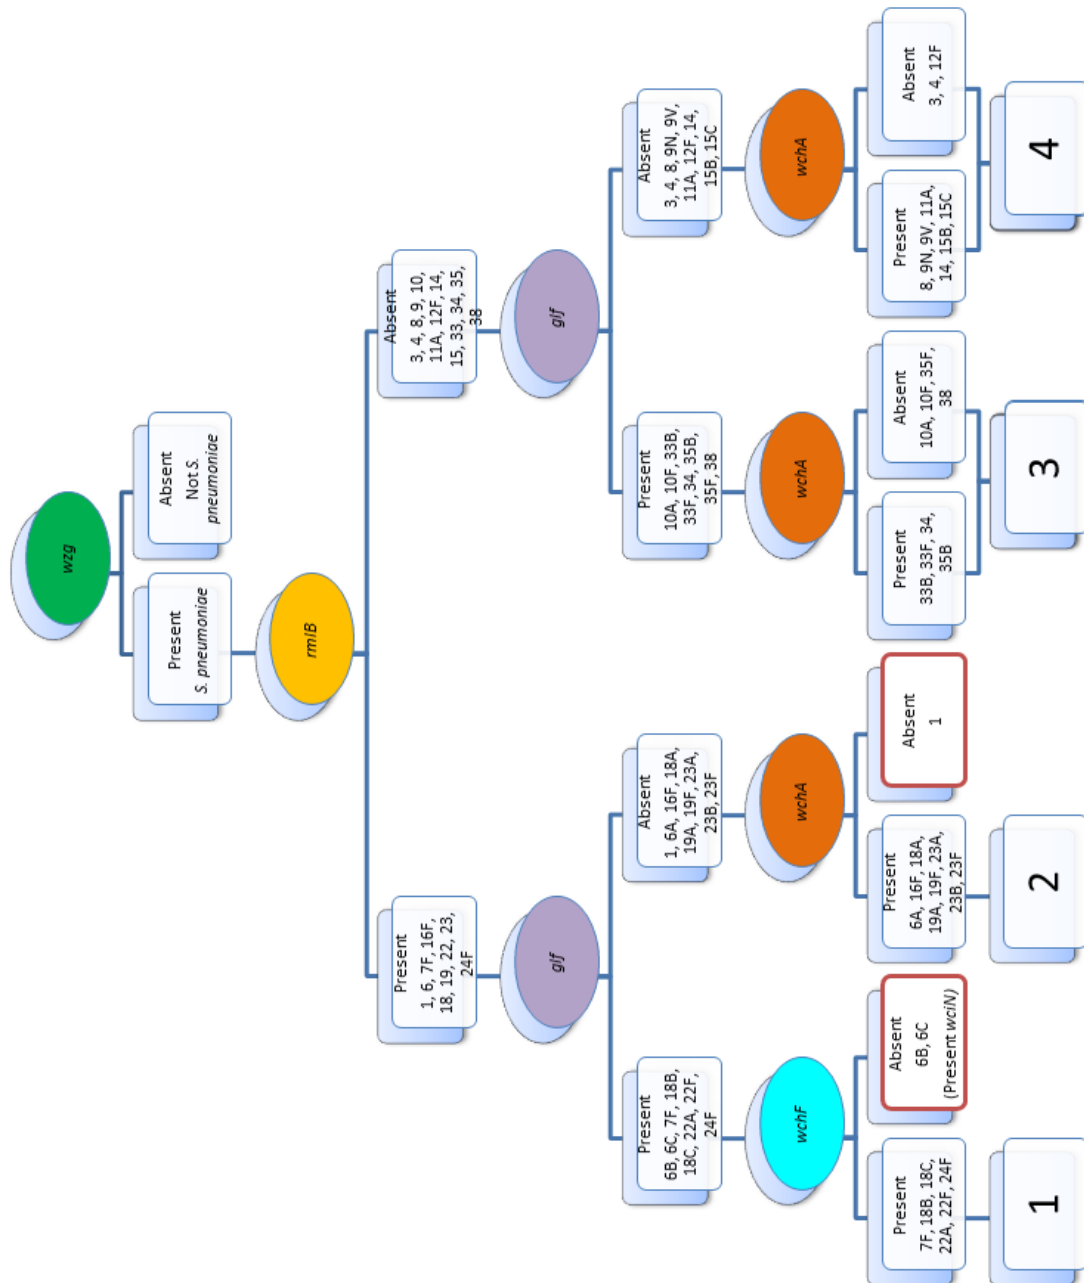 wzg
Present
S. pneumoniae
Absent
Not S.
pneumoniae
rmlB
Present
1, 6, 7F, 16F,
18, 19, 22, 23,
24F
Absent
3, 4, 8, 9, 10,
11A, 12F, 14,
15, 33, 34, 35,
38
glf
glf
Present
6B, 6C, 7F, 18B,
18C, 22A, 22F,
24F
Absent
1, 6A, 16F, 18A,
19A, 19F, 23A,
23B, 23F
Present
10A, 10F, 33B,
33F, 34, 35B,
35F, 38
Absent
3, 4, 8, 9N, 9V,
11A, 12F, 14,
15B, 15C
wchF
wchA
wchA
wchA
Present
7F, 18B, 18C,
22A, 22F, 24F
Absent
6B, 6C
(Present wciN)
Present
6A, 16F, 18A,
19A, 19F, 23A,
23B, 23F
Absent
1
Present
33B, 33F, 34,
35B
Absent
10A, 10F, 35F,
38
Present
8, 9N, 9V, 11A,
14, 15B, 15C
Absent
3, 4, 12F
1
2
3
4